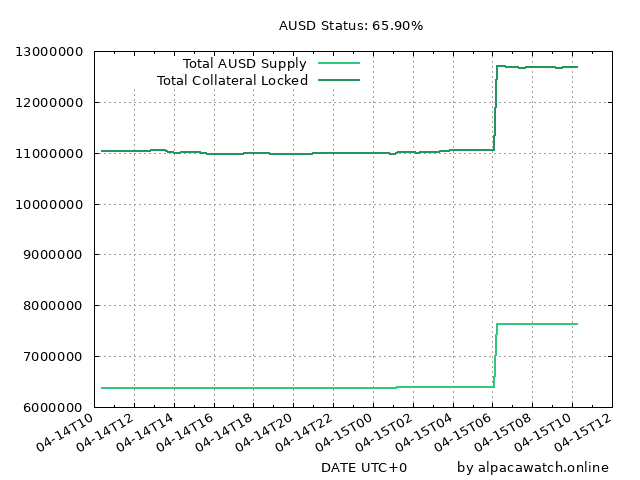 AUSD Status: 65.90%
Total AUSD Supply
Total Collateral Locked
13000000
12000000
11000000
10000000
9000000
8000000
7000000
6000000
04-14T10
04-14T12
04-14T14
04-14T16
04-14T18
04-14T20
04-14T22
04-15T00
04-15T02
04-15T04
04-15T06
04-15T08
04-15T10
04-15T12
DATE UTC+0
by alpacawatch.online